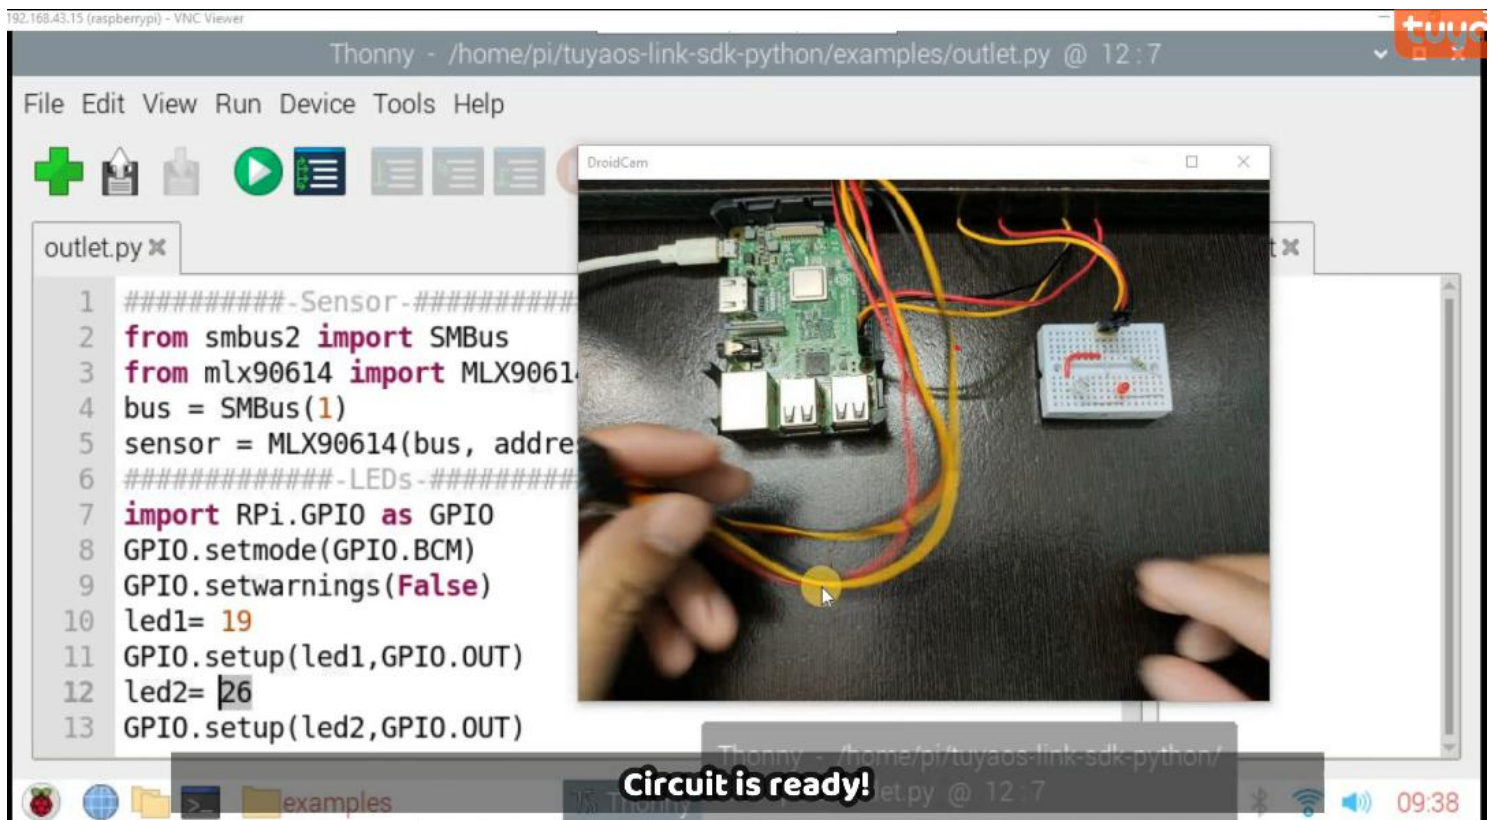 192.168.43.15 (raspberrypi) - VNC Viewer
tuya
Thonny - /home/pi/tuyaos-link-sdk-python/examples/outlet.py @ 12:7
File Edit View Run Device Tools Help
DroidCam
outlet.py
1 ##########-Sensor-##########
2 from smbus2 import SMBus
3 from mlx90614 import MLX9061
4 bus = SMBus(1)
5 sensor = MLX90614(bus, addre
6 #############-LEDs-#########
7 import RPi.GPIO as GPIO
8 GPIO.setmode(GPIO.BCM)
9 GPIO.setwarnings(False)
10 led1= 19
11 GPIO.setup(led1,GPIO.OUT)
12 led2= 26
13 GPIO.setup(led2,GPIO.OUT)
Thonny - /home/pi/tuyaos-link-sdk-python/
let.py @ 12:7
Circuit is ready!
examples
Thonny
09:38